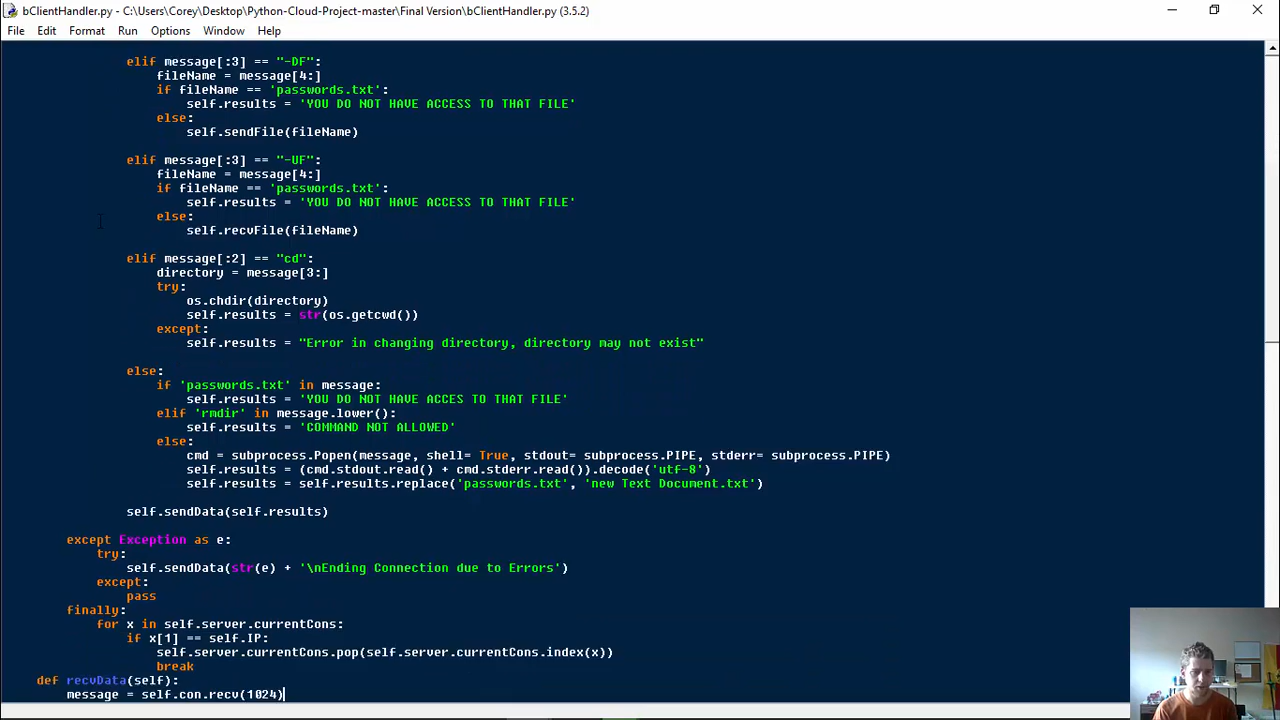 bClientHandler.py - C:\Users\Corey\Desktop\Python-Cloud-Project-master\Final Version\bClientHandler.py (3.5.2)
File Edit Format Run Options Window Help
elif message[:3] == "-DF":
fileName = message[4:]
if fileName == 'passwords.txt':
self.results = 'YOU DO NOT HAVE ACCESS TO THAT FILE'
else:
self.sendFile(fileName)
elif message[:3] == "-UF":
fileName = message[4:]
if fileName == 'passwords.txt':
self.results = 'YOU DO NOT HAVE ACCESS TO THAT FILE'
else:
self.recvFile(fileName)
elif message[:2] == "cd":
directory = message[3:]
try:
os.chdir(directory)
self.results = str(os.getcwd())
except:
self.results = "Error in changing directory, directory may not exist"
else:
if 'passwords.txt' in message:
self.results = 'YOU DO NOT HAVE ACCES TO THAT FILE'
elif 'rmdir' in message.lower():
self.results = 'COMMAND NOT ALLOWED'
else:
cmd = subprocess.Popen(message, shell= True, stdout= subprocess.PIPE, stderr= subprocess.PIPE)
self.results = (cmd.stdout.read() + cmd.stderr.read()).decode('utf-8')
self.results = self.results.replace('passwords.txt', 'new Text Document.txt')
self.sendData(self.results)
except Exception as e:
try:
self.sendData(str(e) + '\nEnding Connection due to Errors')
except:
pass
finally:
for x in self.server.currentCons:
if x[1] == self.IP:
self.server.currentCons.pop(self.server.currentCons.index(x))
break
def recvData(self):
message = self.con.recv(1024)